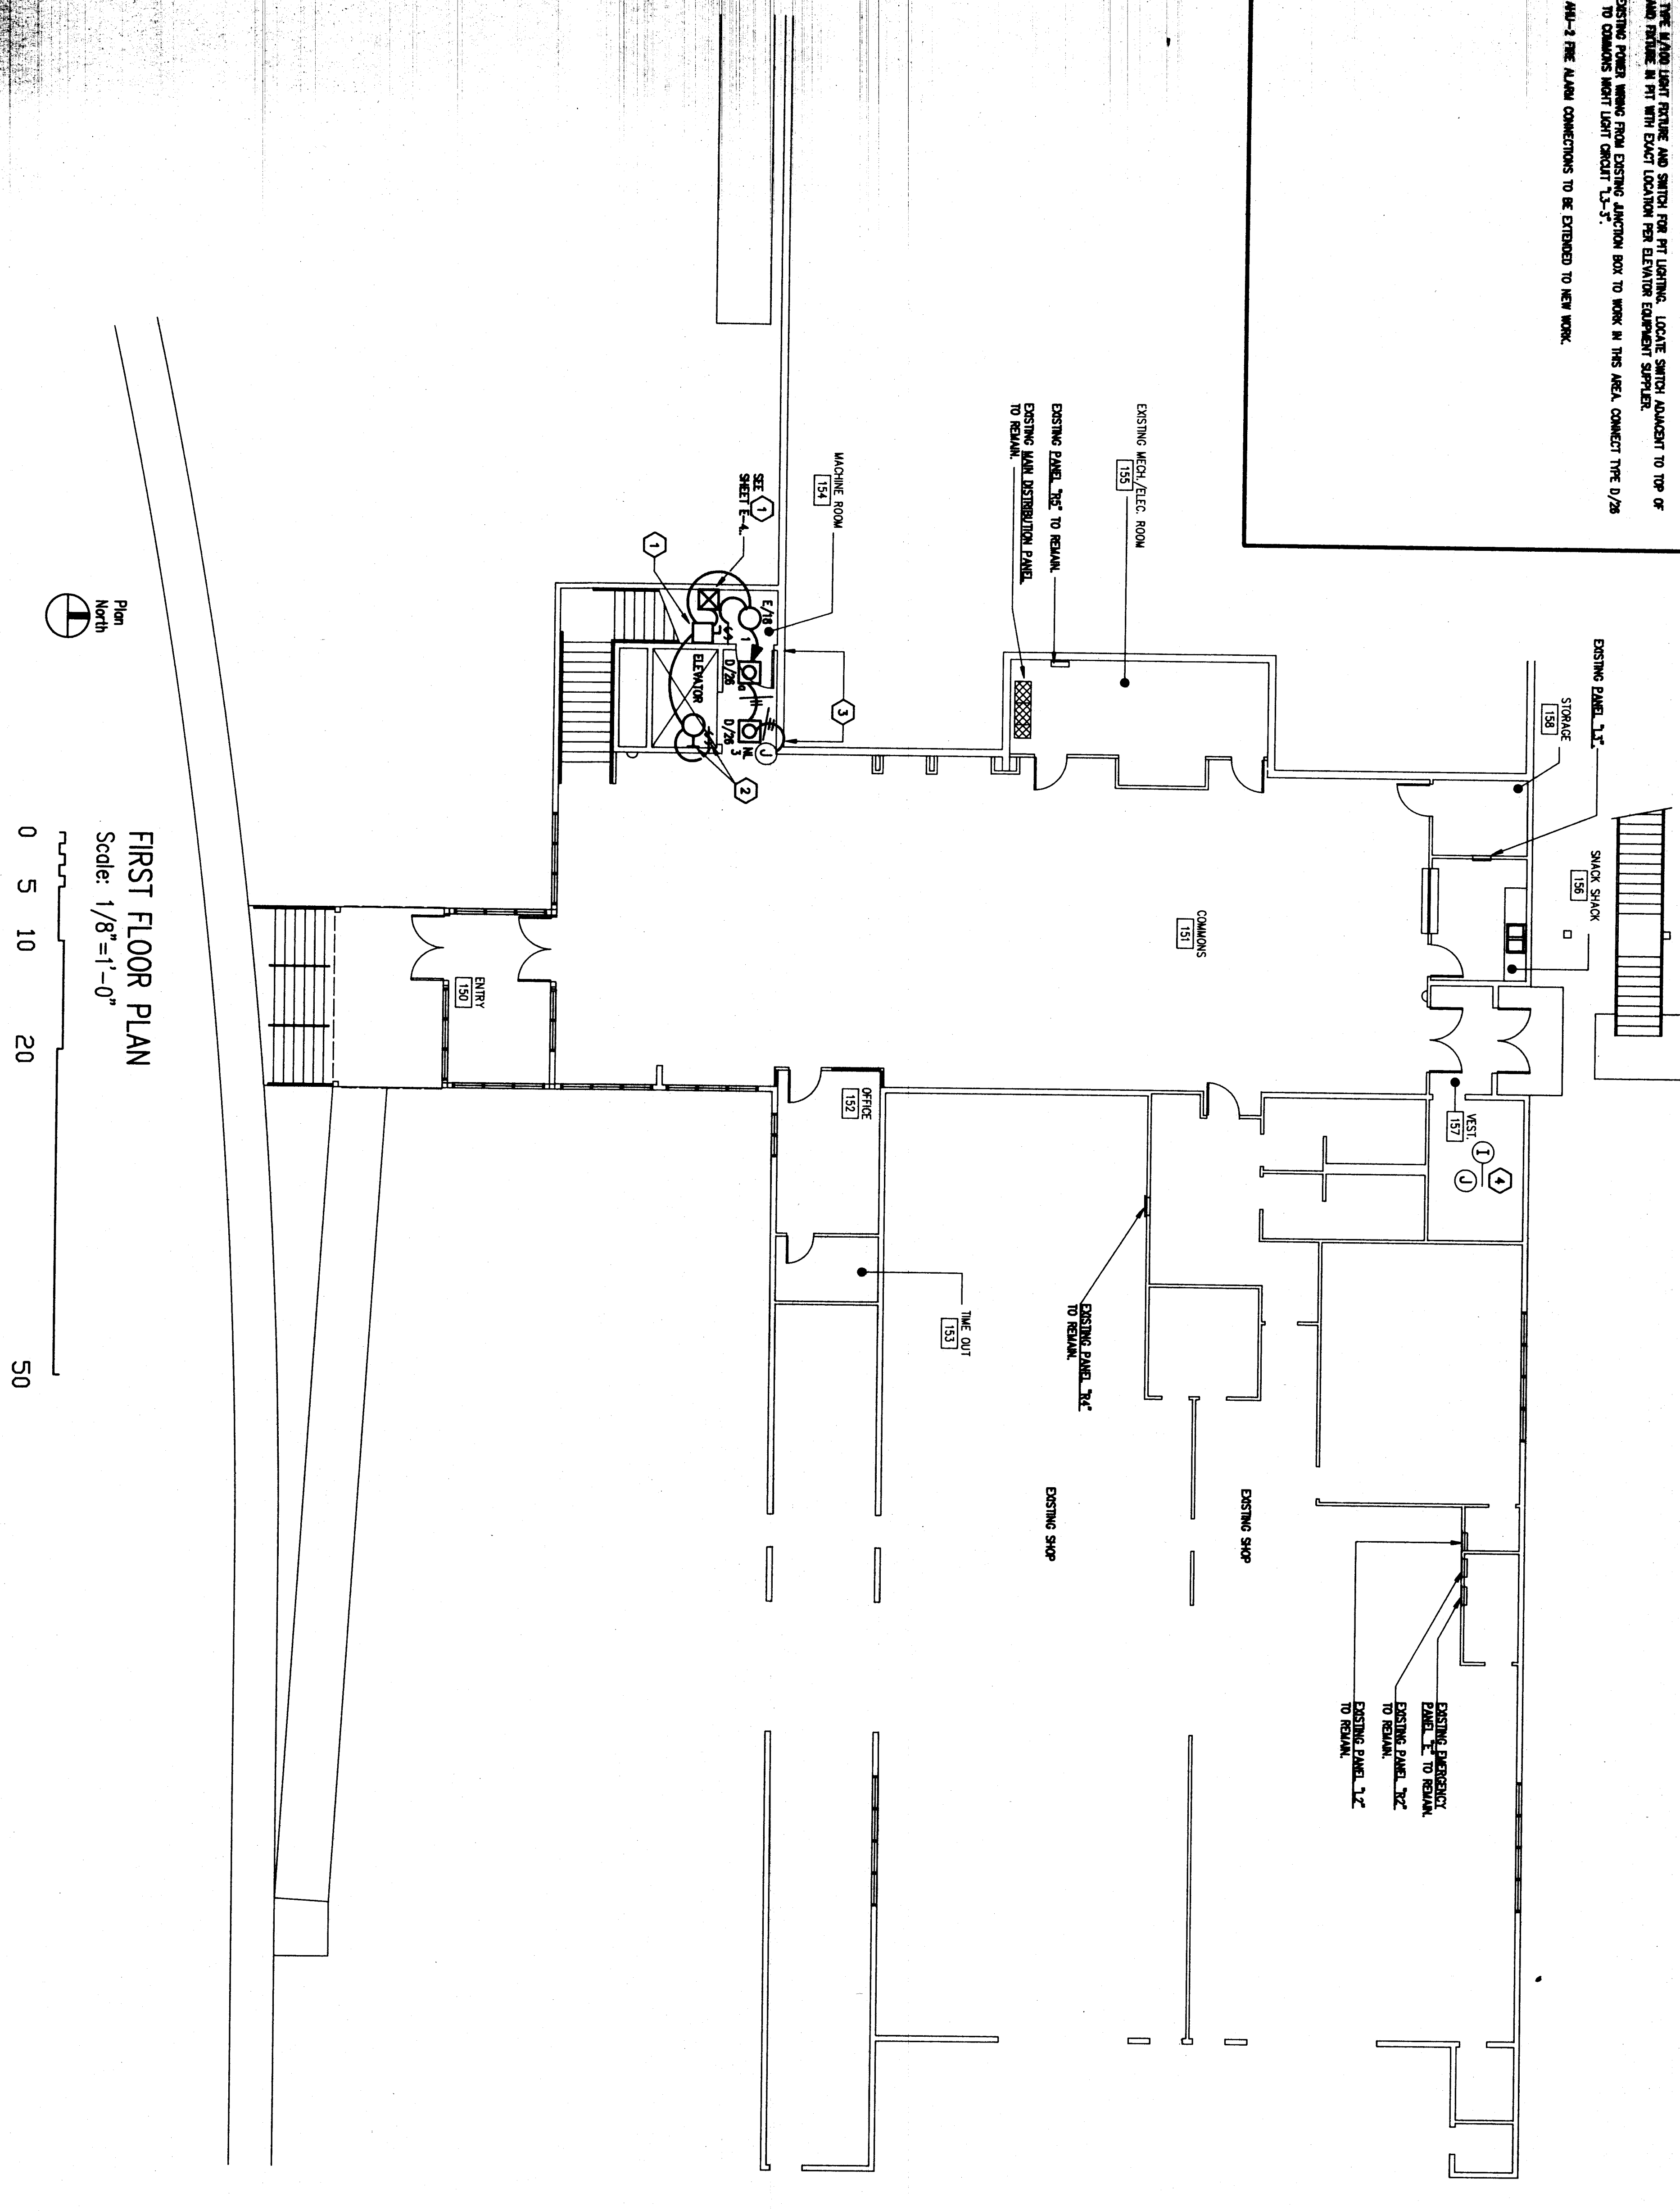 TYPE M/100 LIGHT FIXTURE AND SWITCH FOR PIT LIGHTING. LOCATE SWITCH ADJACENT TO TOP OF
AND FIXTURE IN PIT WITH EXACT LOCATION PER ELEVATOR EQUIPMENT SUPPLIER.
EXISTING POWER WIRING FROM EXISTING JUNCTION BOX TO WORK IN THIS AREA. CONNECT TYPE D/26
TO COMMONS NIGHT LIGHT CIRCUIT "L3-3".
AHU-2 FIRE ALARM CONNECTIONS TO BE EXTENDED TO NEW WORK.
EXISTING PANEL "L3".
STORAGE
158
SNACK SHACK
156
VEST.
157
I
J
4
EXISTING EMERGENCY
PANEL "E" TO REMAIN.
EXISTING PANEL "R2"
TO REMAIN.
EXISTING PANEL "L2"
TO REMAIN.
EXISTING MECH./ELEC. ROOM
155
EXISTING PANEL "R5" TO REMAIN.
EXISTING MAIN DISTRIBUTION PANEL
TO REMAIN.
COMMONS
151
EXISTING SHOP
EXISTING SHOP
EXISTING PANEL "R4"
TO REMAIN.
TIME OUT
153
OFFICE
152
MACHINE ROOM
154
3
SEE 1
SHEET E-4.
1
E/18
1
D/26
a
D/26
NL
3
J
ELEVATOR
2
ENTRY
150
FIRST FLOOR PLAN
Scale: 1/8"=1'-0"
0 5 10 20 50
Plan
North